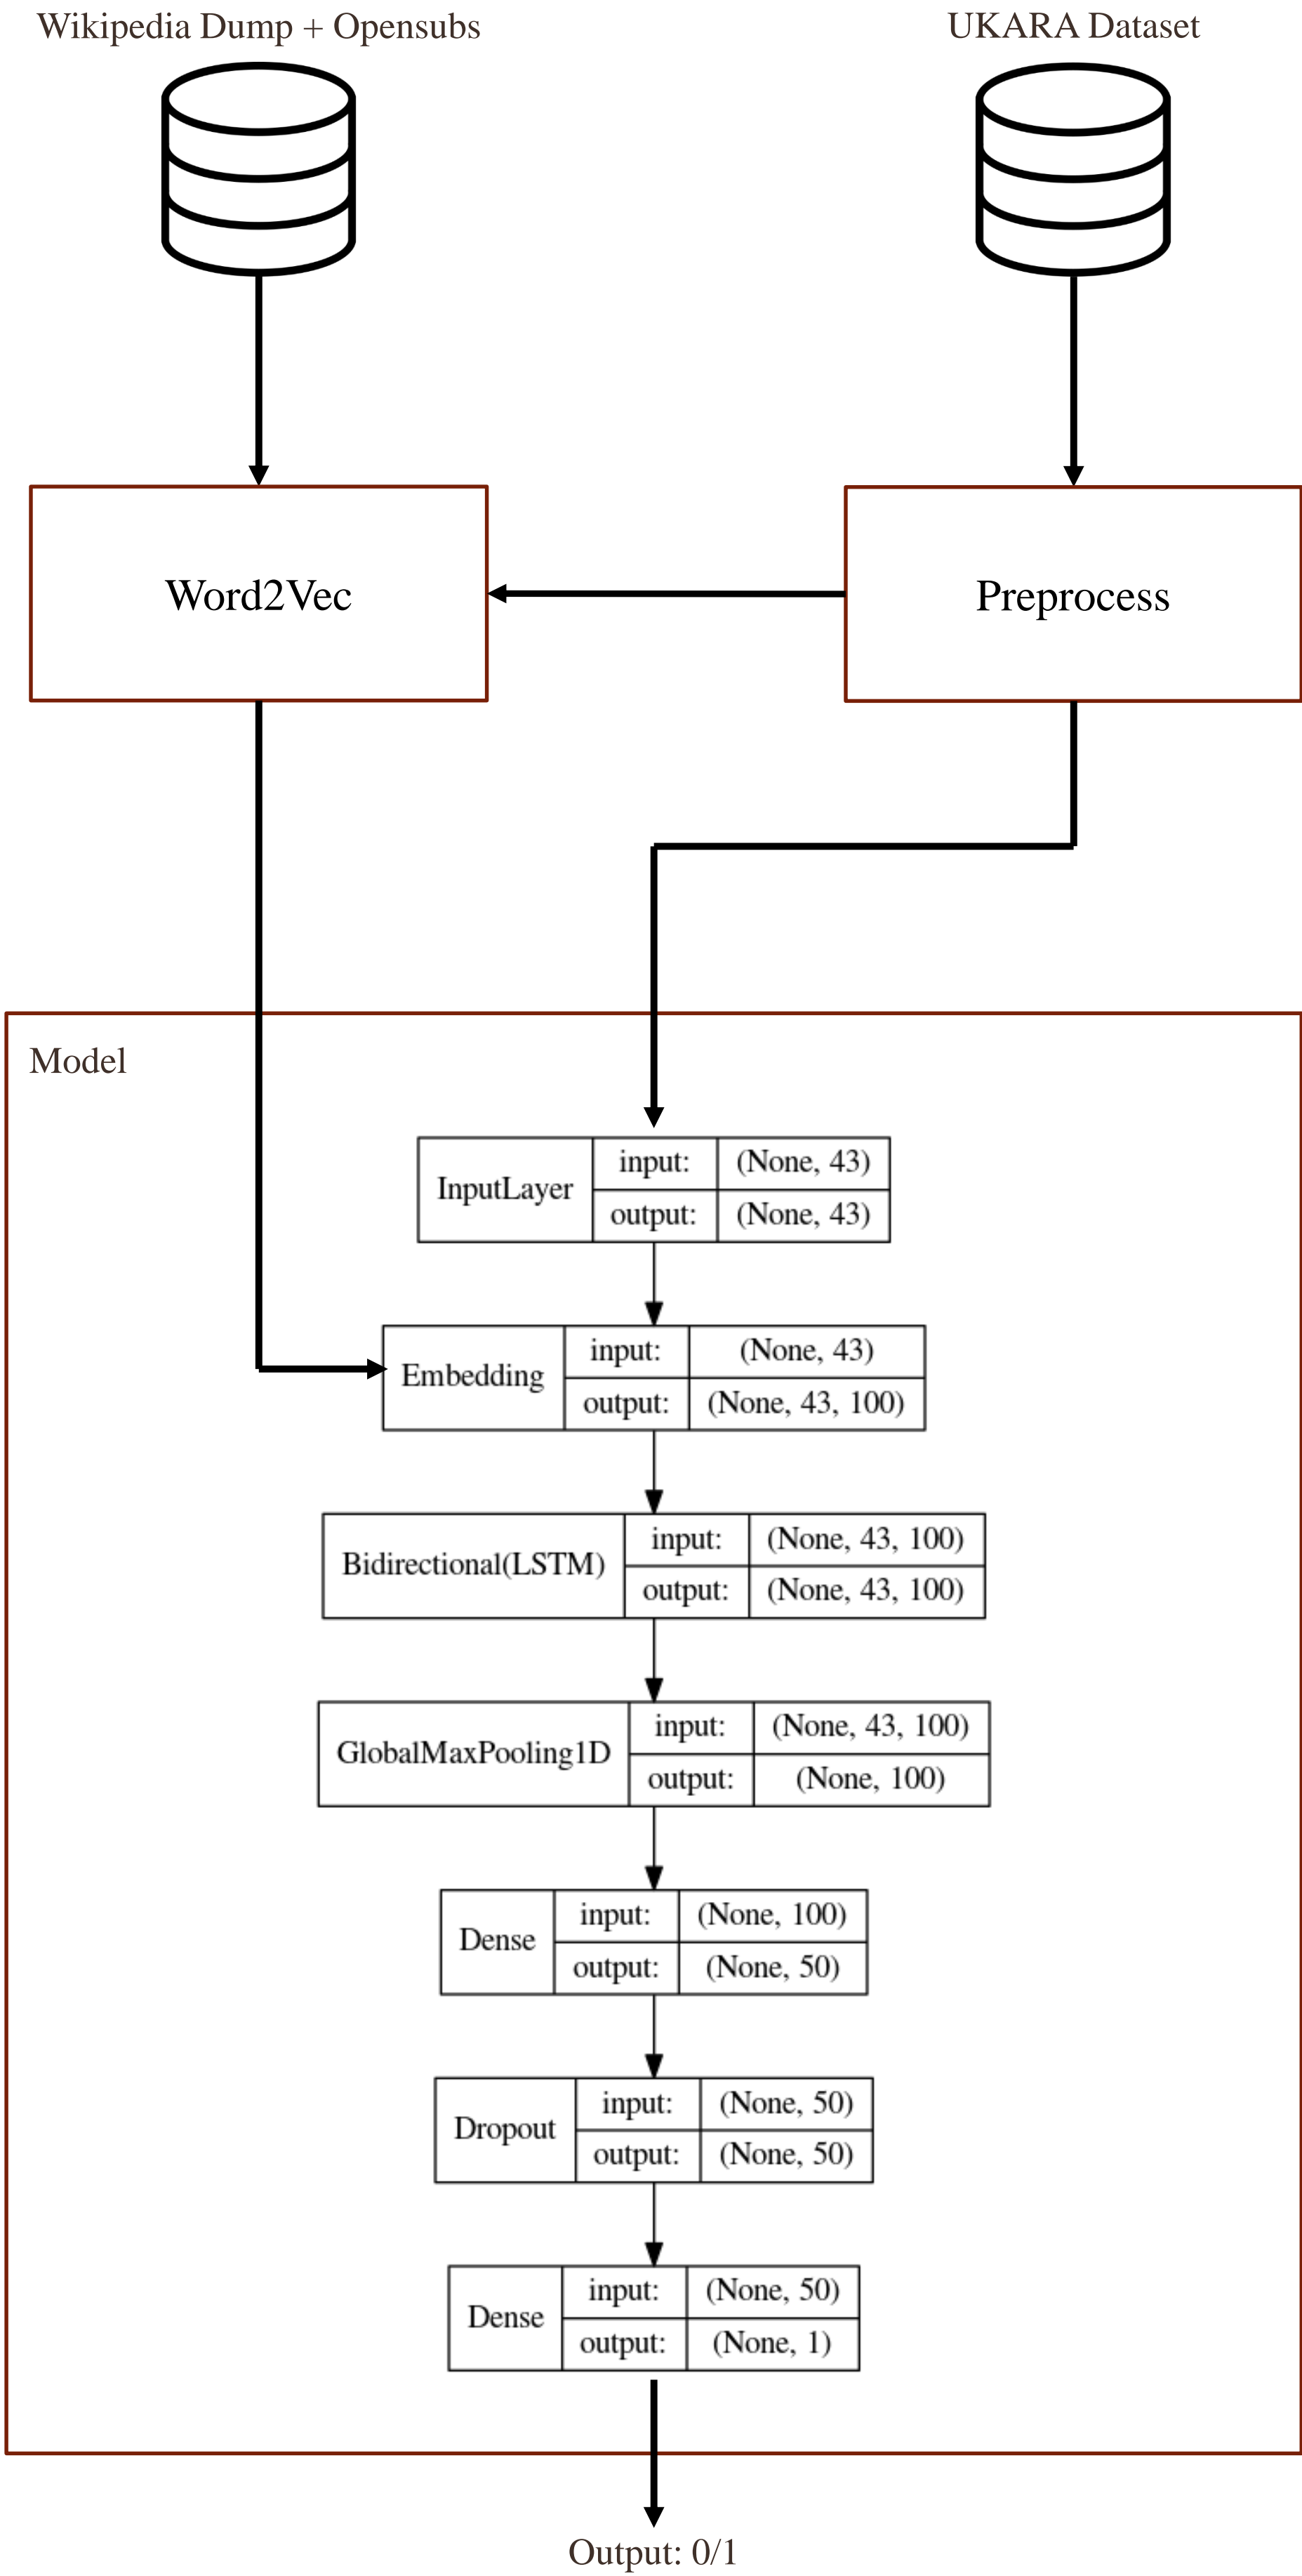 Wikipedia Dump + Opensubs
UKARA Dataset
Word2Vec
Preprocess
Model
InputLayer
input:
(None, 43)
output:
(None, 43)
Embedding
input:
(None, 43)
output:
(None, 43, 100)
Bidirectional(LSTM)
input:
(None, 43, 100)
output:
(None, 43, 100)
GlobalMaxPooling1D
input:
(None, 43, 100)
output:
(None, 100)
Dense
input:
(None, 100)
output:
(None, 50)
Dropout
input:
(None, 50)
output:
(None, 50)
Dense
input:
(None, 50)
output:
(None, 1)
Output: 0/1